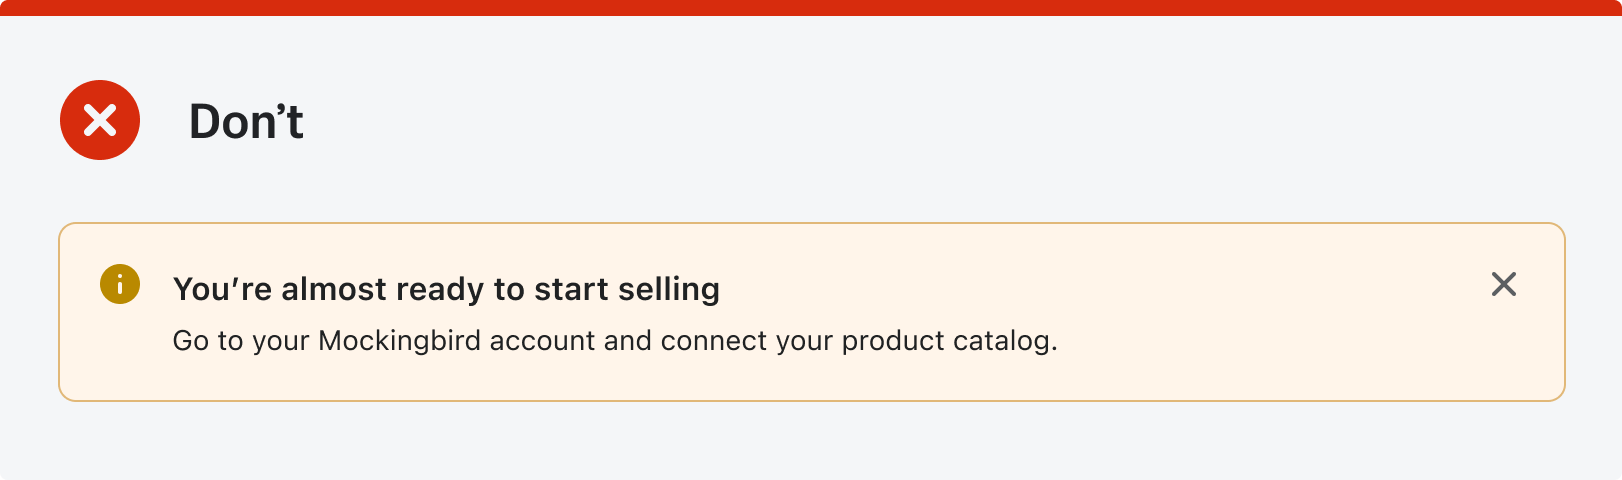 Don’t
You’re almost ready to start selling
Go to your Mockingbird account and connect your product catalog.